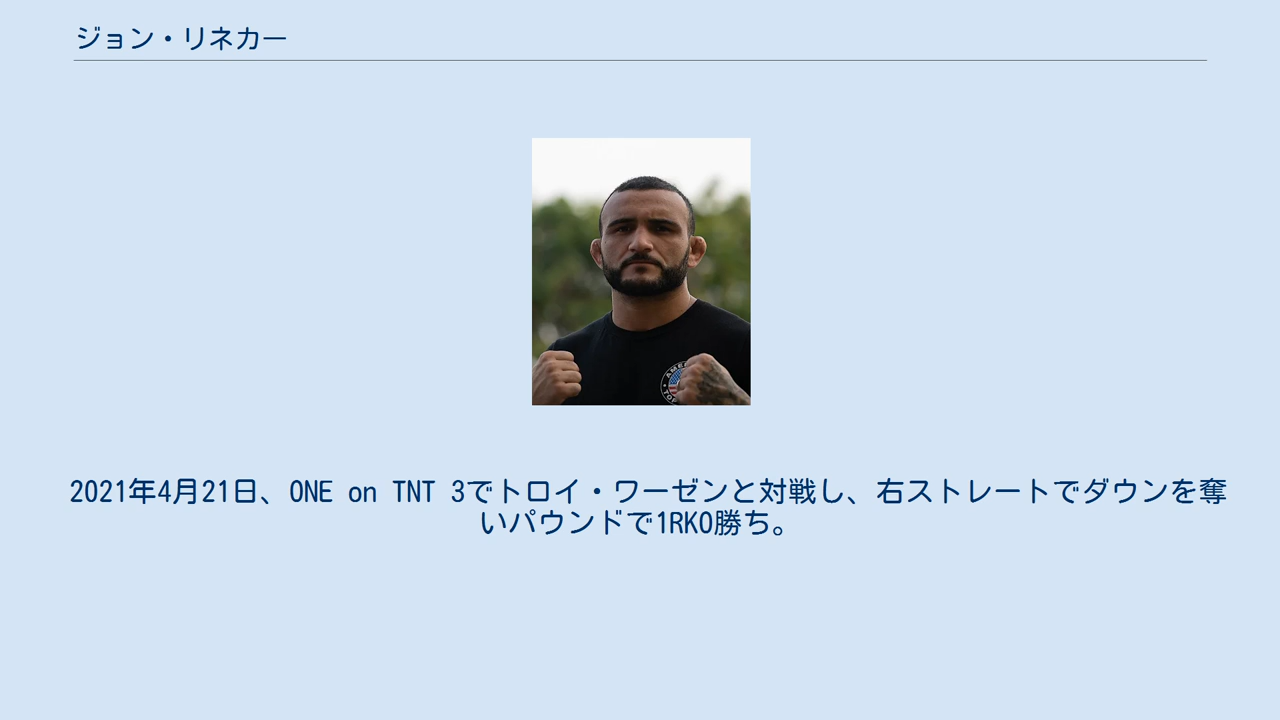 ジョン・リネカー
AME
TOP
2021年4月21日、ONE on TNT 3でトロイ・ワーゼンと対戦し、右ストレートでダウンを奪
いパウンドで1RKO勝ち。